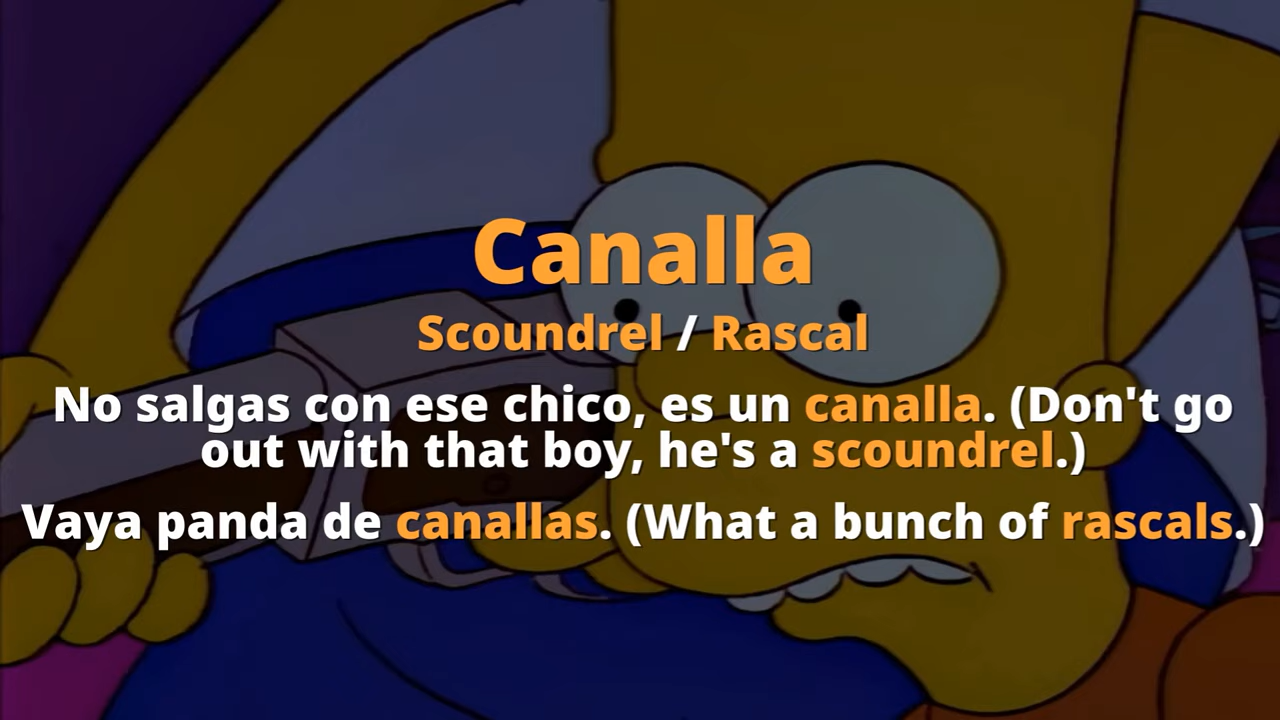 Canalla
Scoundrel / Rascal
No salgas con ese chico, es un canalla. (Don't go
out with that boy, he's a scoundrel.)
Vaya panda de canallas. (What a bunch of rascals.)